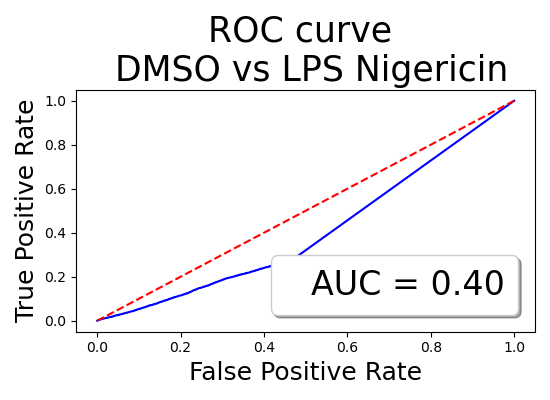 ROC curve
DMSO vs LPS Nigericin
True Positive Rate
1.0
0.8
0.6
0.4
0.2
0.0
AUC = 0.40
0.0 0.2 0.4 0.6 0.8 1.0
False Positive Rate